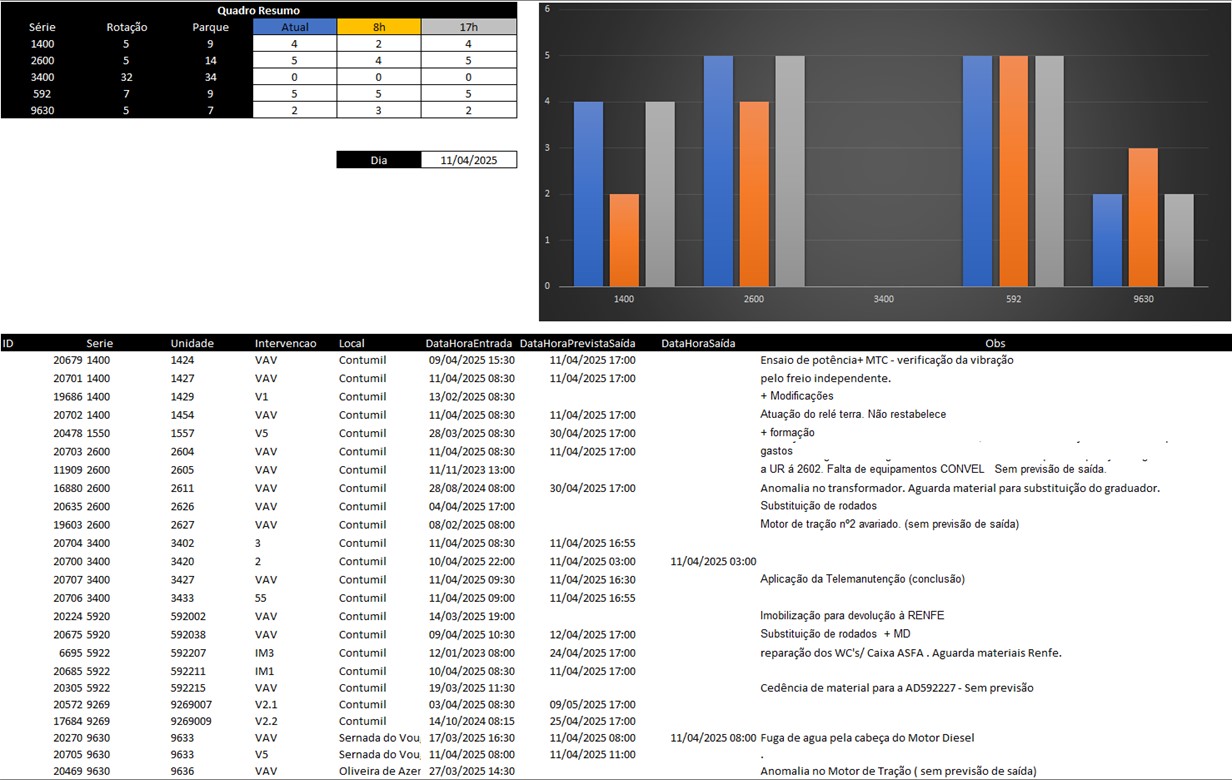 Quadro Resumo
Série Rotação Parque Atual 8h 17h
1400 5 9 4 2 4
2600 5 14 5 4 5
3400 32 34 0 0 0
592 7 9 5 5 5
9630 5 7 2 3 2
Dia 11/04/2025
6
5
4
3
2
1
0
1400 2600 3400 592 9630
ID Serie Unidade Intervencao Local DataHoraEntrada DataHoraPrevistaSaída DataHoraSaída Obs
20679 1400 1424 VAV Contumil 09/04/2025 15:30 11/04/2025 17:00 Ensaio de potência+ MTC - verificação da vibração
20701 1400 1427 VAV Contumil 11/04/2025 08:30 11/04/2025 17:00 pelo freio independente.
19686 1400 1429 V1 Contumil 13/02/2025 08:30 + Modificações
20702 1400 1454 VAV Contumil 11/04/2025 08:30 11/04/2025 17:00 Atuação do relé terra. Não restabelece
20478 1550 1557 V5 Contumil 28/03/2025 08:30 30/04/2025 17:00 + formação
20703 2600 2604 VAV Contumil 11/04/2025 08:30 11/04/2025 17:00 gastos
11909 2600 2605 VAV Contumil 11/11/2023 13:00 a UR á 2602. Falta de equipamentos CONVEL Sem previsão de saída.
16880 2600 2611 VAV Contumil 28/08/2024 08:00 30/04/2025 17:00 Anomalia no transformador. Aguarda material para substituição do graduador.
20635 2600 2626 VAV Contumil 04/04/2025 17:00 Substituição de rodados
19603 2600 2627 VAV Contumil 08/02/2025 08:00 Motor de tração nº2 avariado. (sem previsão de saída)
20704 3400 3402 3 Contumil 11/04/2025 08:30 11/04/2025 16:55
20700 3400 3420 2 Contumil 10/04/2025 22:00 11/04/2025 03:00 11/04/2025 03:00
20707 3400 3427 VAV Contumil 11/04/2025 09:30 11/04/2025 16:30 Aplicação da Telemanutenção (conclusão)
20706 3400 3433 55 Contumil 11/04/2025 09:00 11/04/2025 16:55
20224 5920 592002 VAV Contumil 14/03/2025 19:00 Imobilização para devolução à RENFE
20675 5920 592038 VAV Contumil 09/04/2025 10:30 12/04/2025 17:00 Substituição de rodados + MD
6695 5922 592207 IM3 Contumil 12/01/2023 08:00 24/04/2025 17:00 reparação dos WC's/ Caixa ASFA . Aguarda materiais Renfe.
20685 5922 592211 IM1 Contumil 10/04/2025 08:30 11/04/2025 17:00
20305 5922 592215 VAV Contumil 19/03/2025 11:30 Cedência de material para a AD592227 - Sem previsão
20572 9269 9269007 V2.1 Contumil 03/04/2025 08:30 09/05/2025 17:00
17684 9269 9269009 V2.2 Contumil 14/10/2024 08:15 25/04/2025 17:00
20270 9630 9633 VAV Sernada do Vou 17/03/2025 16:30 11/04/2025 08:00 11/04/2025 08:00 Fuga de agua pela cabeça do Motor Diesel
20705 9630 9633 V5 Sernada do Vou 11/04/2025 08:00 11/04/2025 11:00 .
20469 9630 9636 VAV Oliveira de Azer 27/03/2025 14:30 Anomalia no Motor de Tração ( sem previsão de saída)